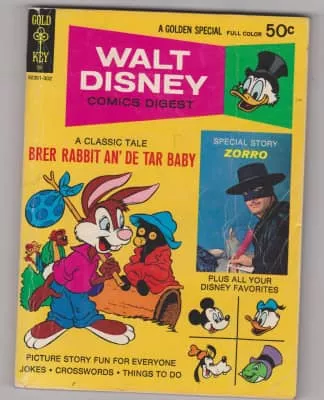 GOLD
KEY
A GOLDEN SPECIAL FULL COLOR 50¢
WALT
DISNEY
COMICS DIGEST
A CLASSIC TALE
BRER RABBIT AN' DE TAR BABY
SPECIAL STORY
ZORRO
PLUS ALL YOUR
DISNEY FAVORITES
PICTURE STORY FUN FOR EVERYONE
JOKES • CROSSWORDS • THINGS TO DO